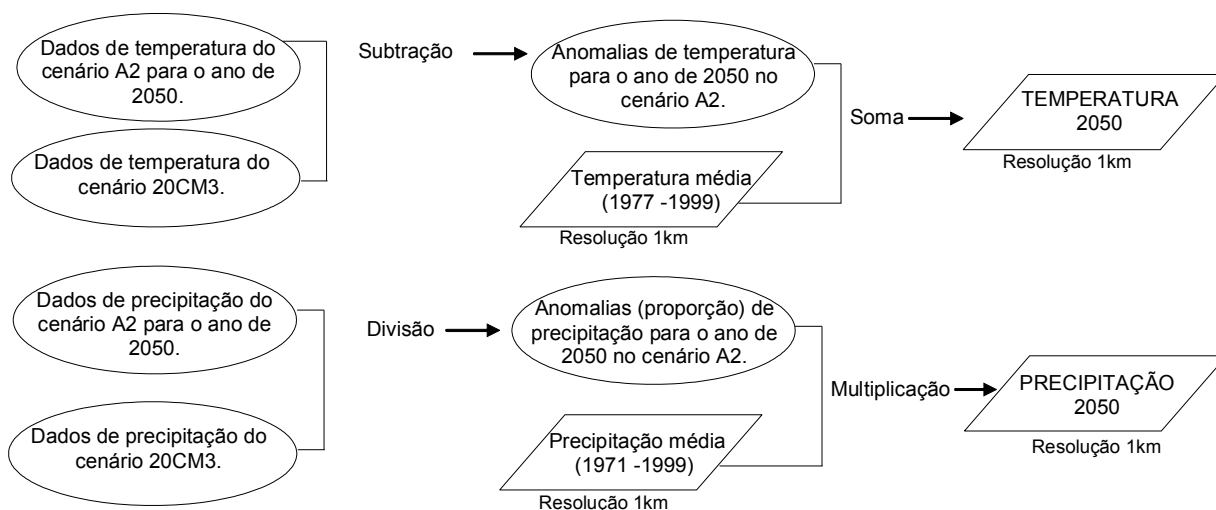 Dados de temperatura do
cenário A2 para o ano de
2050.
Subtração
Anomalias de temperatura
para o ano de 2050 no
cenário A2.
Dados de temperatura do
cenário 20CM3.
Temperatura média
(1977 -1999)
Resolução 1km
Soma
TEMPERATURA
2050
Resolução 1km
Dados de precipitação do
cenário A2 para o ano de
2050.
Divisão
Anomalias (proporção) de
precipitação para o ano de
2050 no cenário A2.
Dados de precipitação do
cenário 20CM3.
Precipitação média
(1971 -1999)
Resolução 1km
Multiplicação
PRECIPITAÇÃO
2050
Resolução 1km